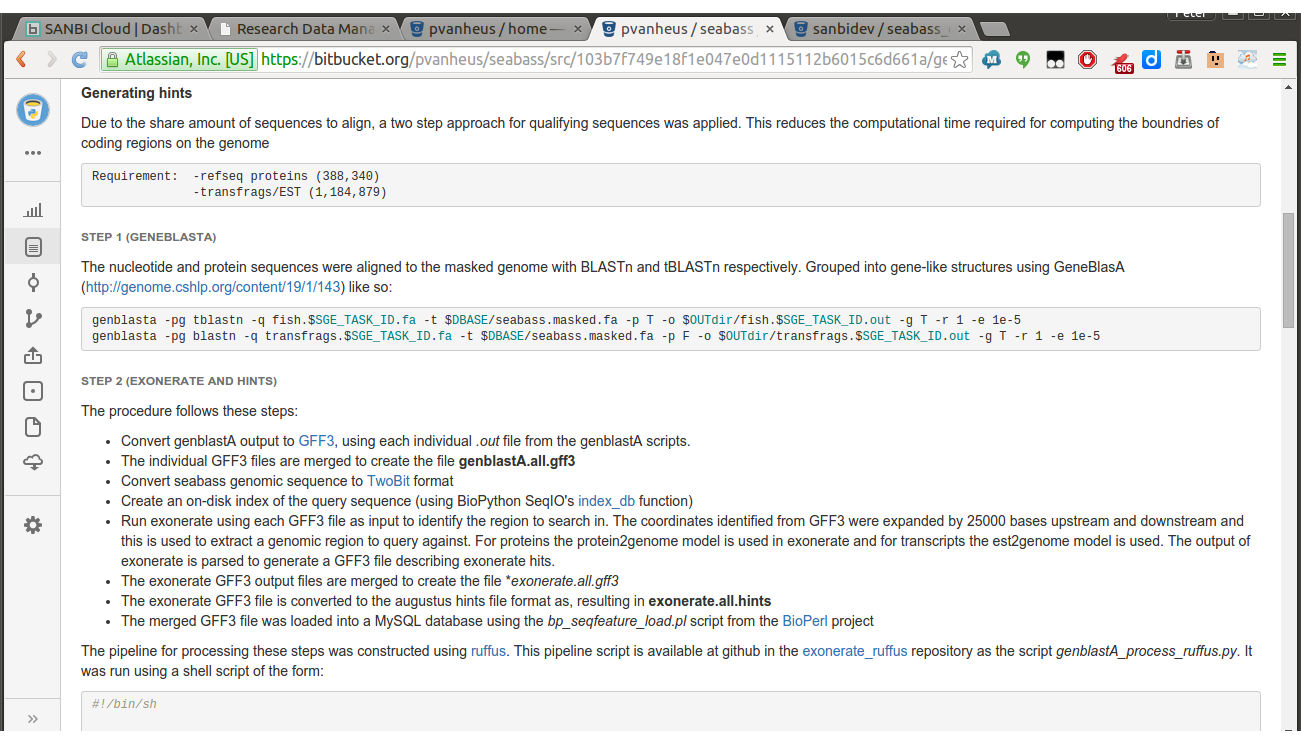 Peter
SANBI Cloud | Dashb
Research Data Mana
pvanheus / home —
pvanheus / seabass
sanbidev / seabass_
Atlassian, Inc. [US] https://bitbucket.org/pvanheus/seabass/src/103b7f749e18f1e047e0d1115112b6015c6d661a/ge
606
Generating hints
Due to the share amount of sequences to align, a two step approach for qualifying sequences was applied. This reduces the computational time required for computing the boundries of
coding regions on the genome
Requirement: -refseq proteins (388,340)
-transfrags/EST (1,184,879)
STEP 1 (GENEBLASTA)
The nucleotide and protein sequences were aligned to the masked genome with BLASTn and tBLASTn respectively. Grouped into gene-like structures using GeneBlasA
(http://genome.cshlp.org/content/19/1/143) like so:
genblasta -pg tblastn -q fish.$SGE_TASK_ID.fa -t $DBASE/seabass.masked.fa -p T -o $OUTdir/fish.$SGE_TASK_ID.out -g T -r 1 -e 1e-5
genblasta -pg blastn -q transfrags.$SGE_TASK_ID.fa -t $DBASE/seabass.masked.fa -p F -o $OUTdir/transfrags.$SGE_TASK_ID.out -g T -r 1 -e 1e-5
STEP 2 (EXONERATE AND HINTS)
The procedure follows these steps:
• Convert genblastA output to GFF3, using each individual .out file from the genblastA scripts.
• The individual GFF3 files are merged to create the file genblastA.all.gff3
• Convert seabass genomic sequence to TwoBit format
• Create an on-disk index of the query sequence (using BioPython SeqIO's index_db function)
• Run exonerate using each GFF3 file as input to identify the region to search in. The coordinates identified from GFF3 were expanded by 25000 bases upstream and downstream and
this is used to extract a genomic region to query against. For proteins the protein2genome model is used in exonerate and for transcripts the est2genome model is used. The output of
exonerate is parsed to generate a GFF3 file describing exonerate hits.
• The exonerate GFF3 output files are merged to create the file *exonerate.all.gff3
• The exonerate GFF3 file is converted to the augustus hints file format as, resulting in exonerate.all.hints
• The merged GFF3 file was loaded into a MySQL database using the bp_seqfeature_load.pl script from the BioPerl project
The pipeline for processing these steps was constructed using ruffus. This pipeline script is available at github in the exonerate_ruffus repository as the script genblastA_process_ruffus.py. It
was run using a shell script of the form:
#!/bin/sh